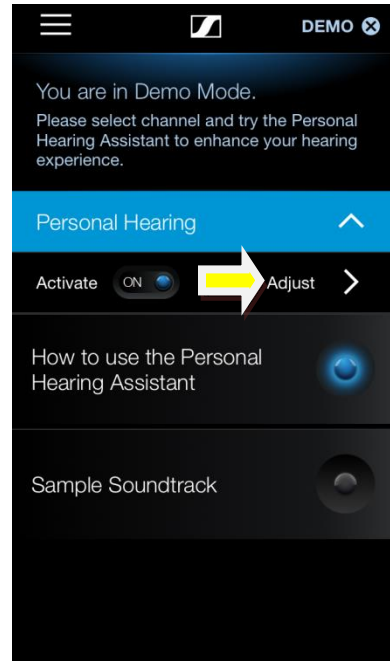 DEMO
You are in Demo Mode.
Please select channel and try the Personal
Hearing Assistant to enhance your hearing
experience.
Personal Hearing
Activate ON Adjust
How to use the Personal
Hearing Assistant
Sample Soundtrack